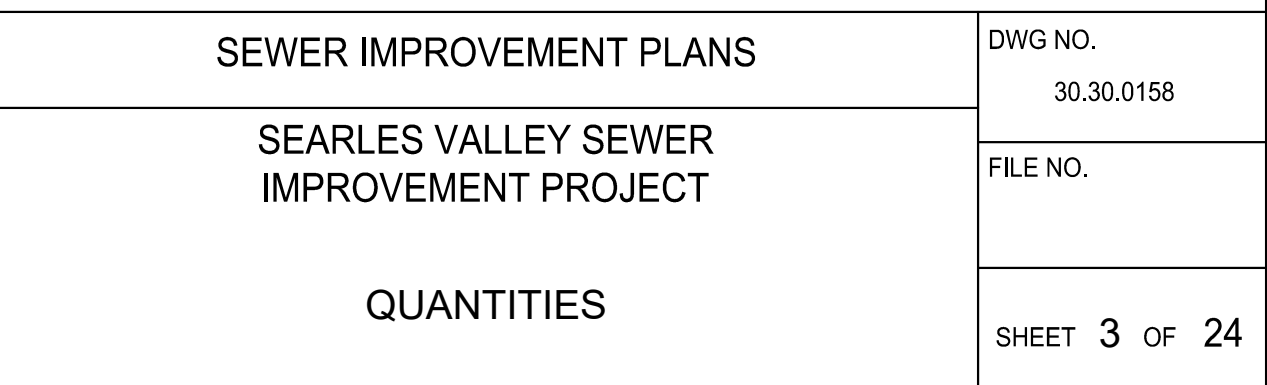 SEWER IMPROVEMENT PLANS
SEARLES VALLEY SEWER
IMPROVEMENT PROJECT
QUANTITIES
DWG NO.
30.30.0158
FILE NO.
SHEET 3 OF 24